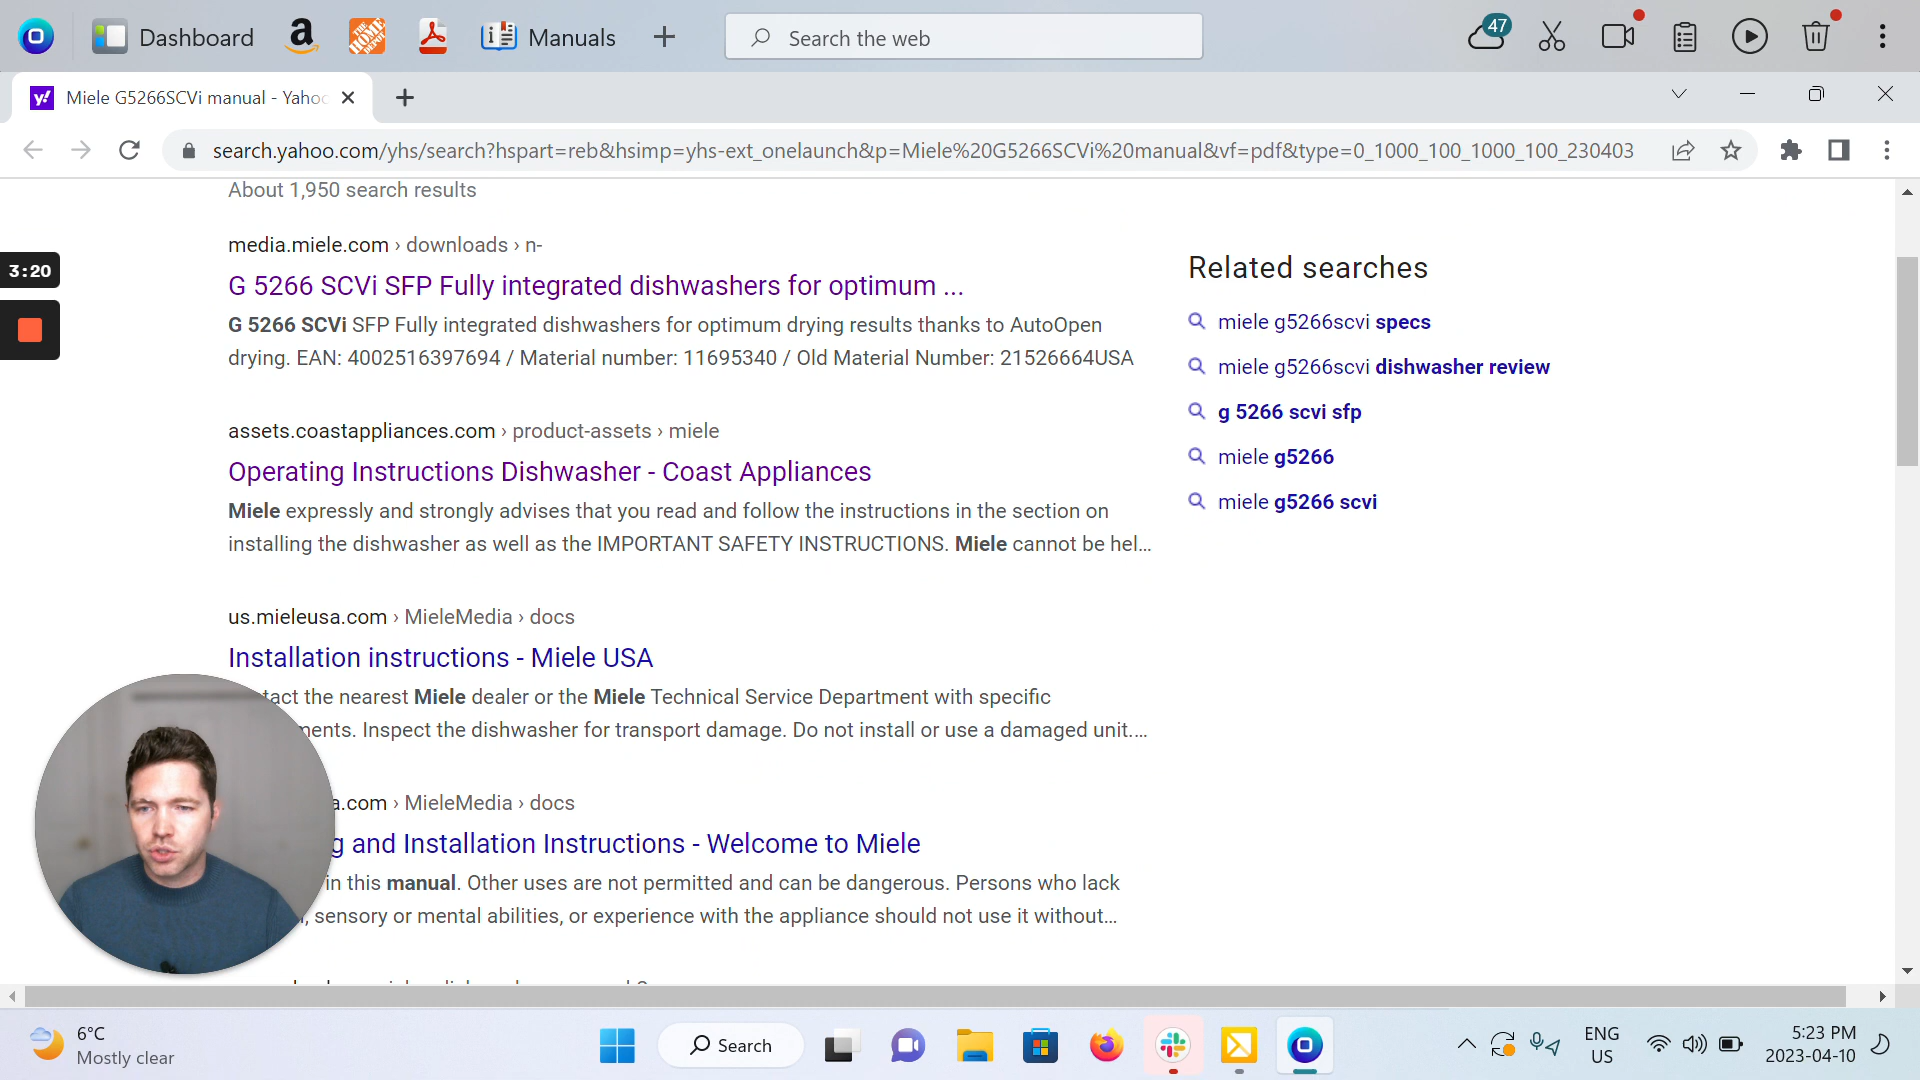 Dashboard
Manuals
Search the web
47
Miele G5266SCVi manual - Yahoo
search.yahoo.com/yhs/search?hspart=reb&hsimp=yhs-ext_onelaunch&p=Miele%20G5266SCVi%20manual&vf=pdf&type=0_1000_100_1000_100_230403
About 1,950 search results
media.miele.com › downloads › n-
G 5266 SCVi SFP Fully integrated dishwashers for optimum ...
G 5266 SCVi SFP Fully integrated dishwashers for optimum drying results thanks to AutoOpen
drying. EAN: 4002516397694 / Material number: 11695340 / Old Material Number: 21526664USA
assets.coastappliances.com › product-assets › miele
Operating Instructions Dishwasher - Coast Appliances
Miele expressly and strongly advises that you read and follow the instructions in the section on
installing the dishwasher as well as the IMPORTANT SAFETY INSTRUCTIONS. Miele cannot be hel...
us.mieleusa.com › MieleMedia › docs
Installation instructions - Miele USA
the nearest Miele dealer or the Miele Technical Service Department with specific
Inspect the dishwasher for transport damage. Do not install or use a damaged unit....
.com › MieleMedia › docs
and Installation Instructions - Welcome to Miele
in this manual. Other uses are not permitted and can be dangerous. Persons who lack
sensory or mental abilities, or experience with the appliance should not use it without...
Related searches
miele g5266scvi specs
miele g5266scvi dishwasher review
g 5266 scvi sfp
miele g5266
miele g5266 scvi
3:20
6°C
Mostly clear
Search
ENG
US
5:23 PM
2023-04-10